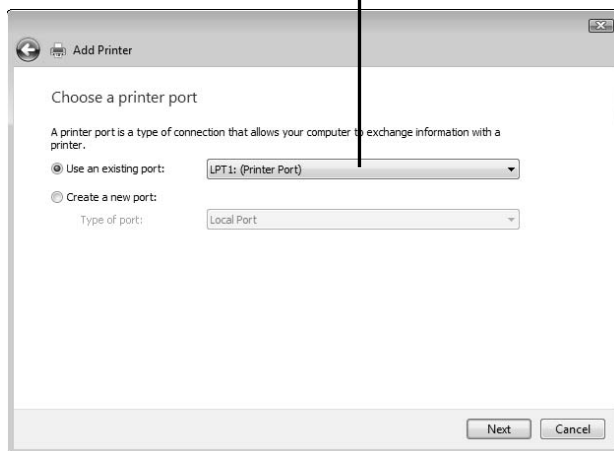 Add Printer
Choose a printer port
A printer port is a type of connection that allows your computer to exchange information with a
printer.
Use an existing port: LPT1: (Printer Port)
Create a new port:
Type of port: Local Port
Next Cancel